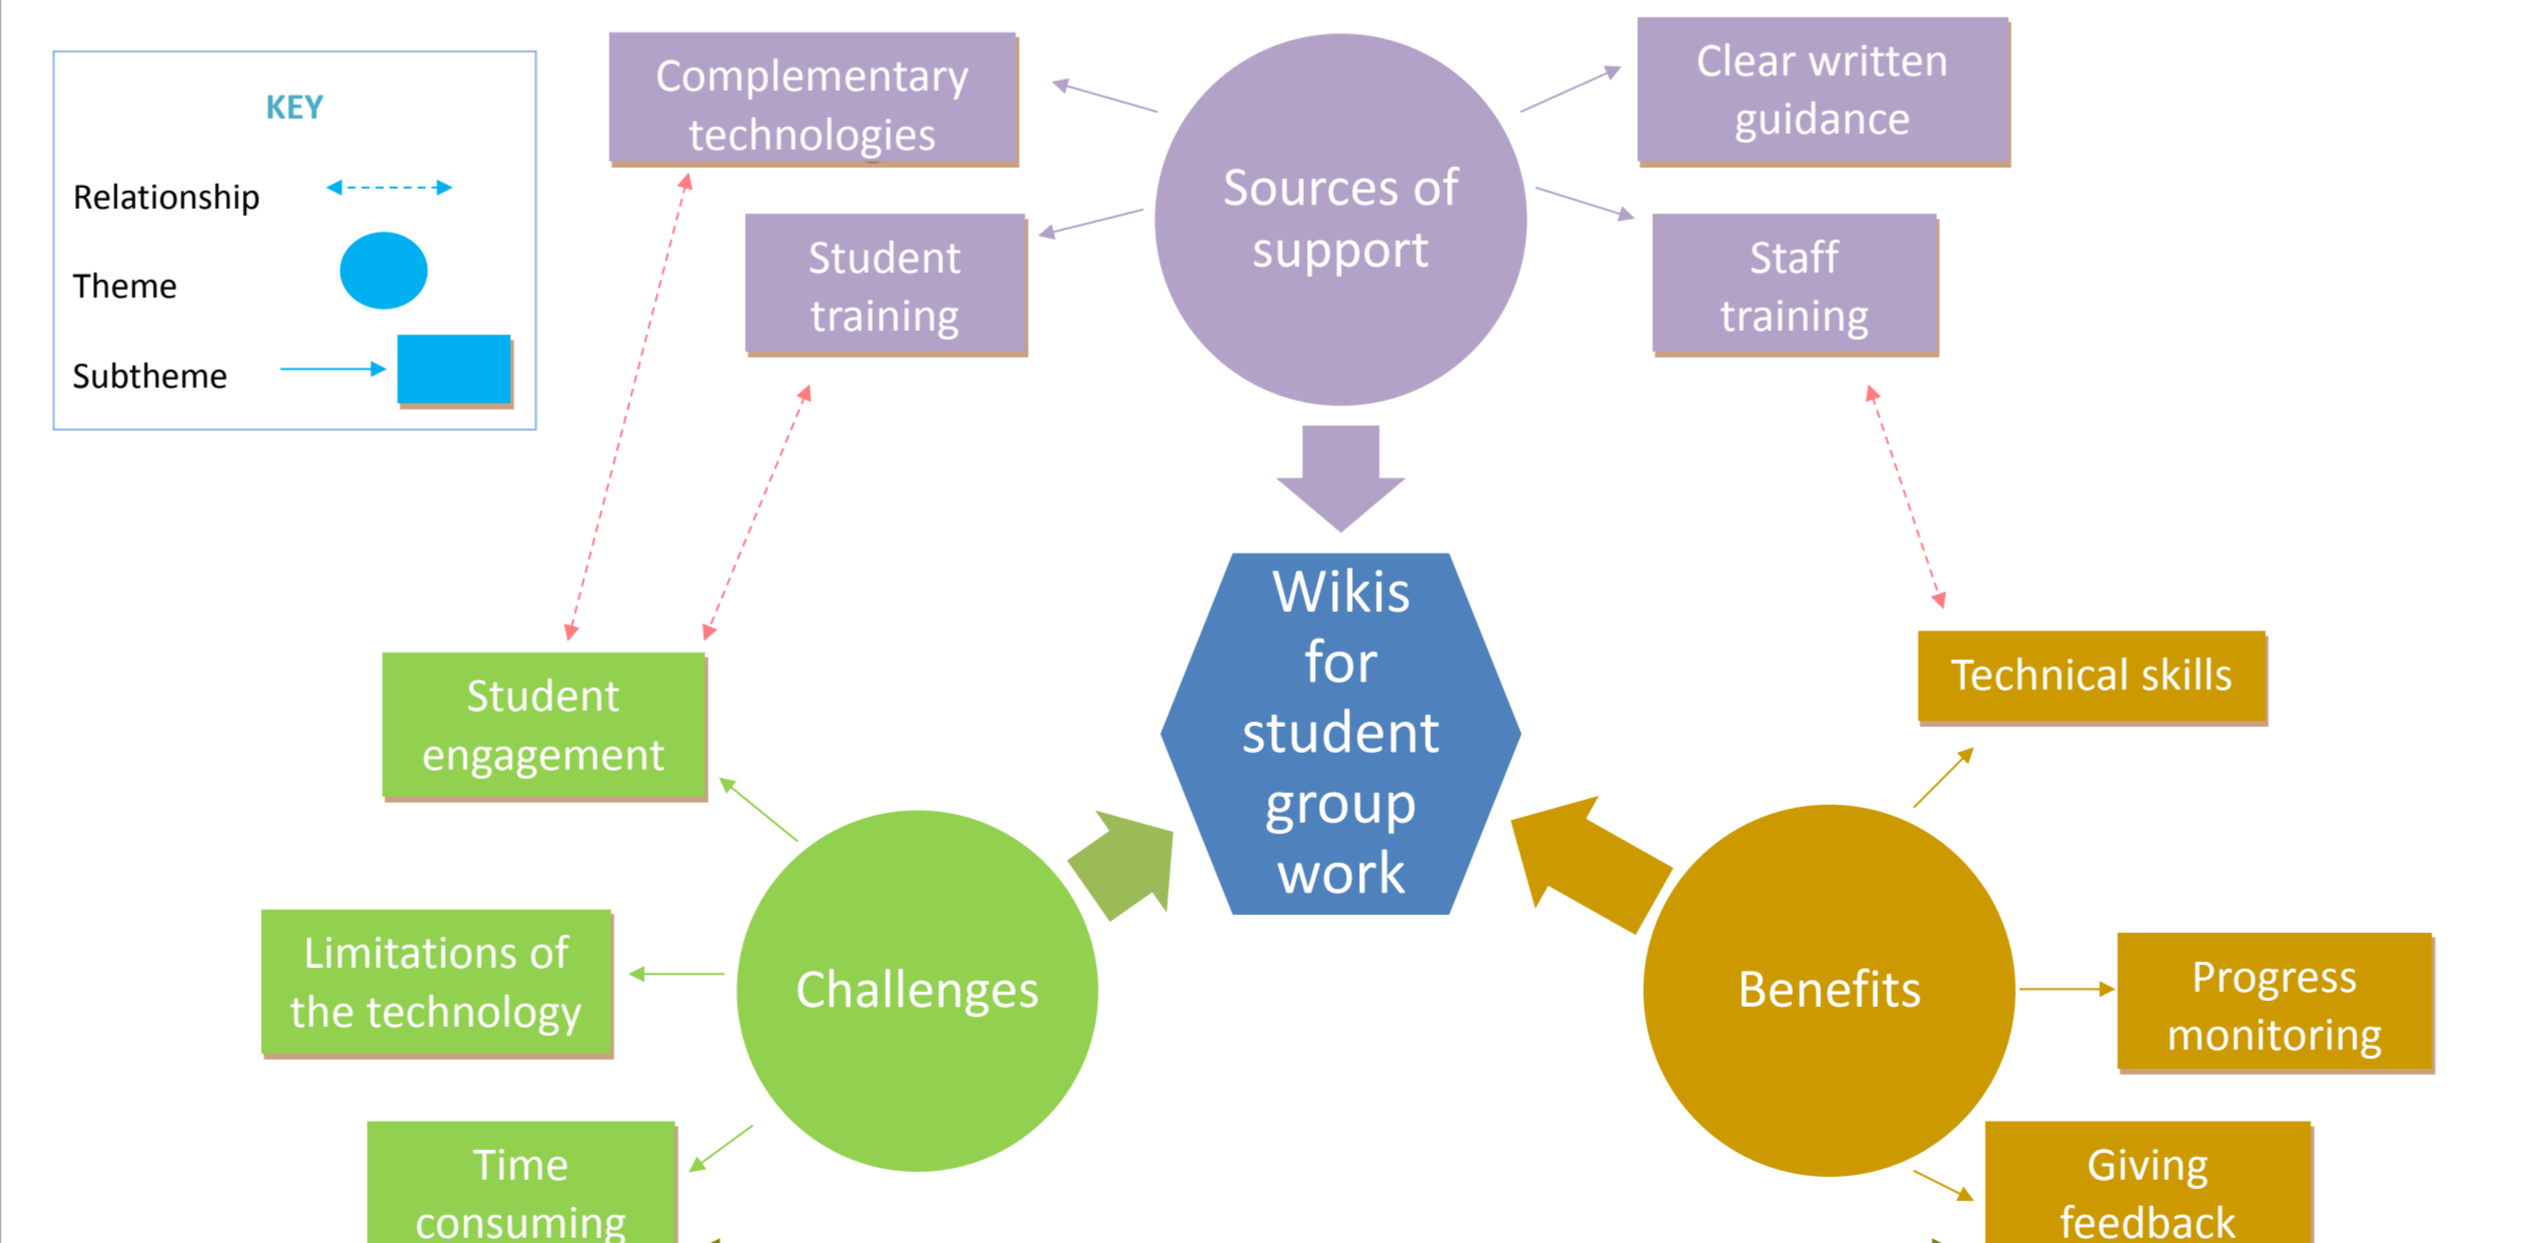 KEY
Relationship
Theme
Subtheme
Complementary
technologies
Student
training
Sources of
support
Clear written
guidance
Staff
training
Wikis
for
student
group
work
Student
engagement
Limitations of
the technology
Time
consuming
Challenges
Benefits
Technical skills
Progress
monitoring
Giving
feedback